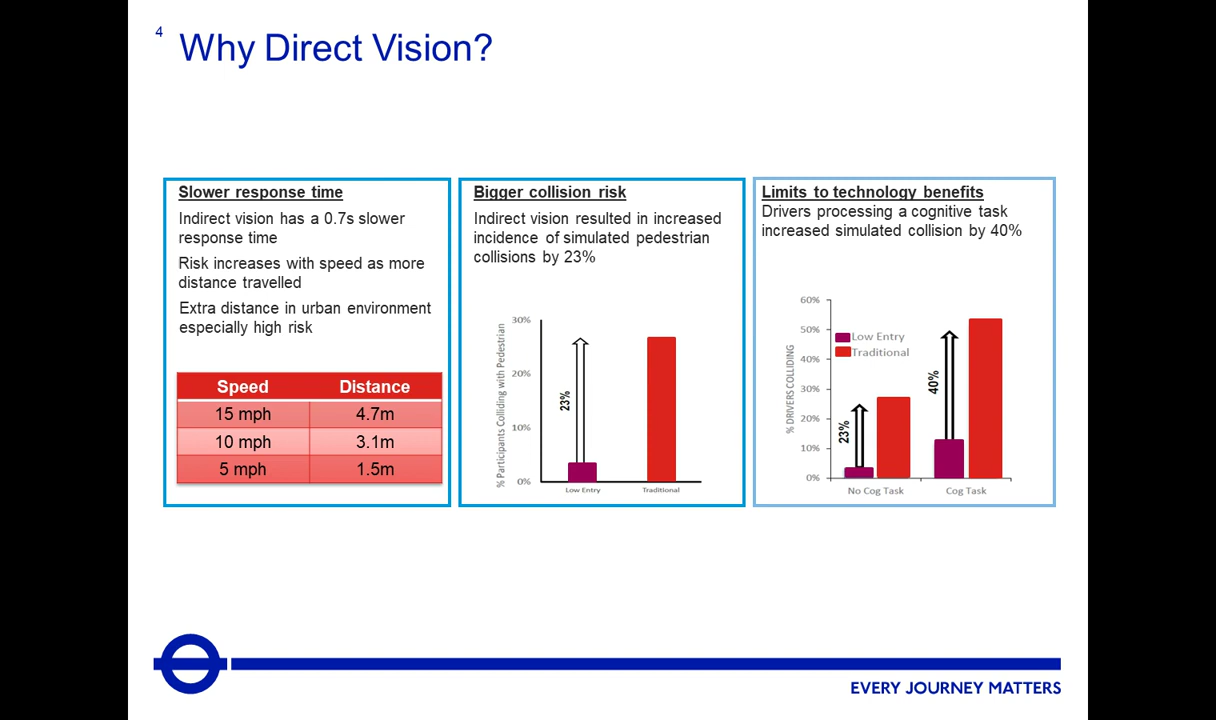 4
Why Direct Vision?
Slower response time
Indirect vision has a 0.7s slower
response time
Risk increases with speed as more
distance travelled
Extra distance in urban environment
especially high risk
Speed Distance
15 mph 4.7m
10 mph 3.1m
5 mph 1.5m
Bigger collision risk
Indirect vision resulted in increased
incidence of simulated pedestrian
collisions by 23%
% Participants Colliding with Pedestrian
30%
20%
10%
0%
23%
Low Entry Traditional
Limits to technology benefits
Drivers processing a cognitive task
increased simulated collision by 40%
% DRIVERS COLLIDING
60%
50%
40%
30%
20%
10%
0%
Low Entry
Traditional
23%
40%
No Cog Task Cog Task
EVERY JOURNEY MATTERS